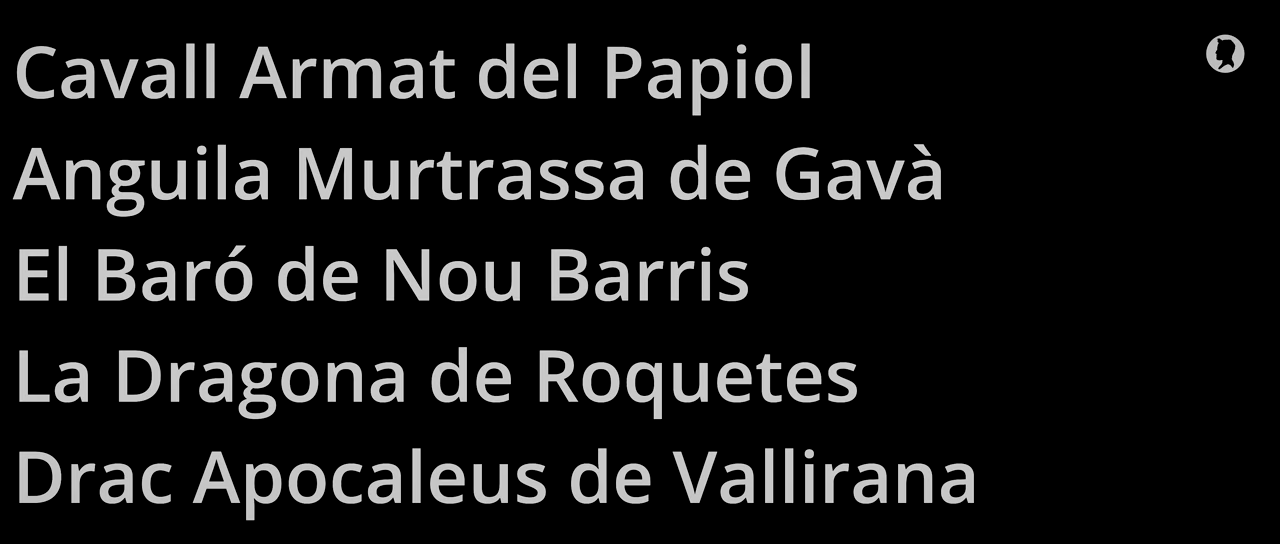 Cavall Armat del Papiol
Anguila Murtrassa de Gavà
El Baró de Nou Barris
La Dragona de Roquetes
Drac Apocaleus de Vallirana